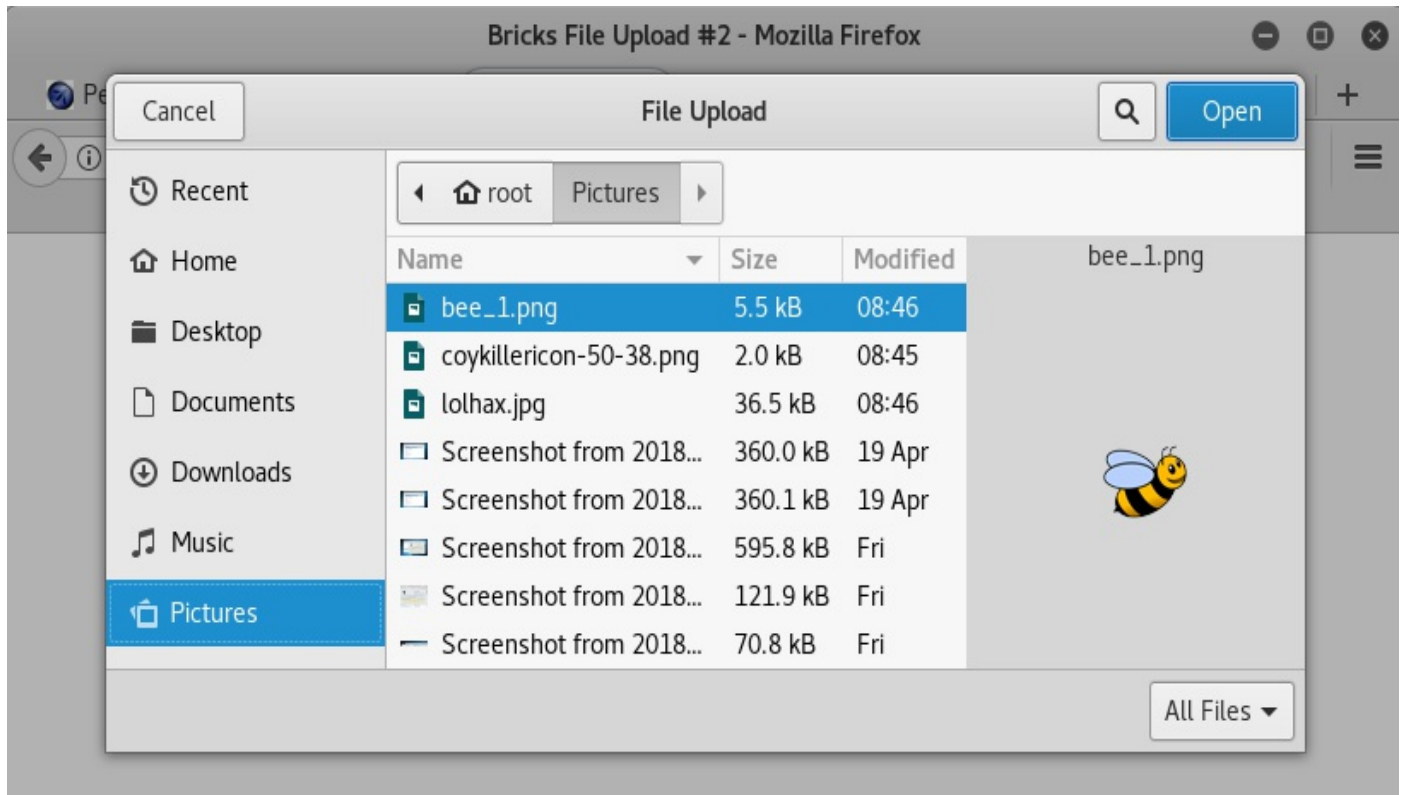 Bricks File Upload #2 - Mozilla Firefox
Pe
Cancel
File Upload
Open
Recent
Home
Desktop
Documents
Downloads
Music
Pictures
root Pictures
Name Size Modified
bee_1.png 5.5 kB 08:46
coykillericon-50-38.png 2.0 kB 08:45
lolhax.jpg 36.5 kB 08:46
Screenshot from 2018... 360.0 kB 19 Apr
Screenshot from 2018... 360.1 kB 19 Apr
Screenshot from 2018... 595.8 kB Fri
Screenshot from 2018... 121.9 kB Fri
Screenshot from 2018... 70.8 kB Fri
bee_1.png
All Files